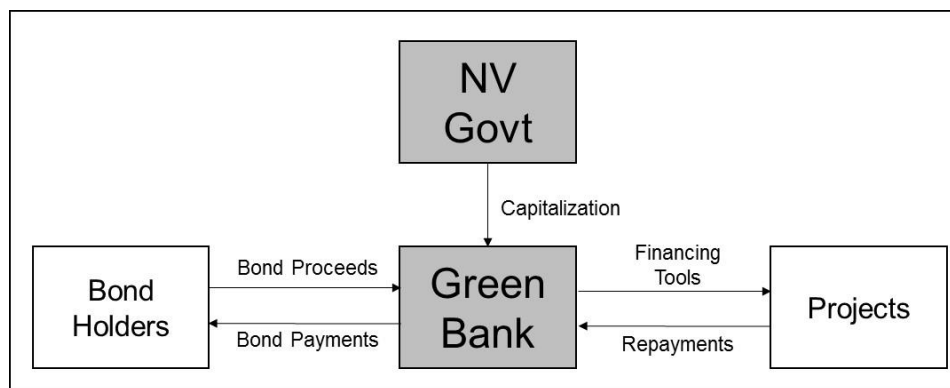 NV
Govt
Capitalization
Bond
Holders
Bond Proceeds
Bond Payments
Green
Bank
Financing
Tools
Repayments
Projects